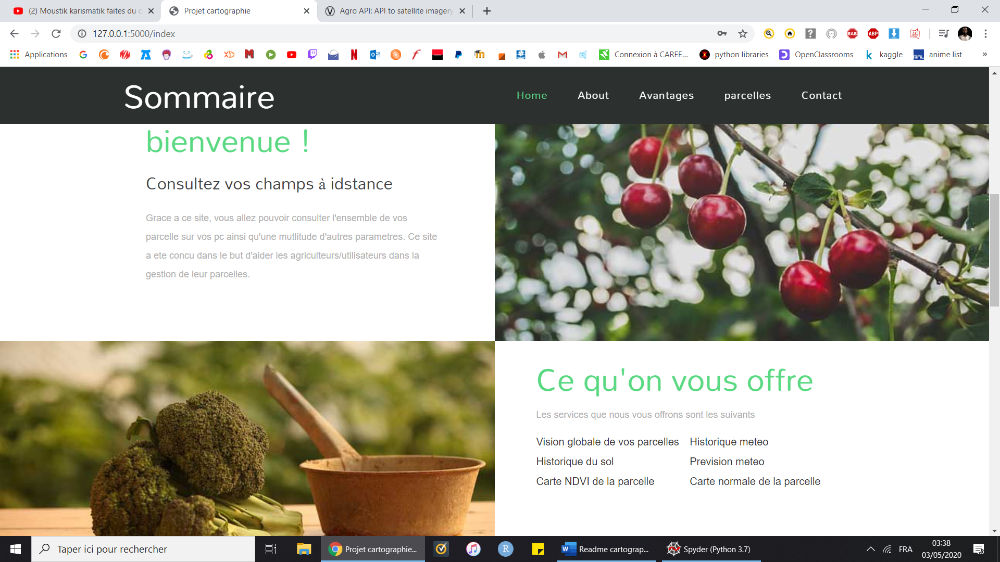 (2) Moustik karismatik faites du c
Projet cartographie
Agro API: API to satellite imagery
127.0.0.1:5000/index
Applications
Connexion à CAREE...
python libraries
OpenClassrooms
kaggle
anime list
»
Sommaire
Home
About
Avantages
parcelles
Contact
bienvenue !
Consultez vos champs à idstance
Grace a ce site, vous allez pouvoir consulter l'ensemble de vos
parcelle sur vos pc ainsi qu'une mutlitude d'autres parametres. Ce site
a ete concu dans le but d'aider les agriculteurs/utilisateurs dans la
gestion de leur parcelles.
Ce qu'on vous offre
Les services que nous vous offrons sont les suivants
Vision globale de vos parcelles
Historique meteo
Historique du sol
Prevision meteo
Carte NDVI de la parcelle
Carte normale de la parcelle
Taper ici pour rechercher
Projet cartographie...
Readme cartograp...
Spyder (Python 3.7)
FRA
03:38
03/05/2020